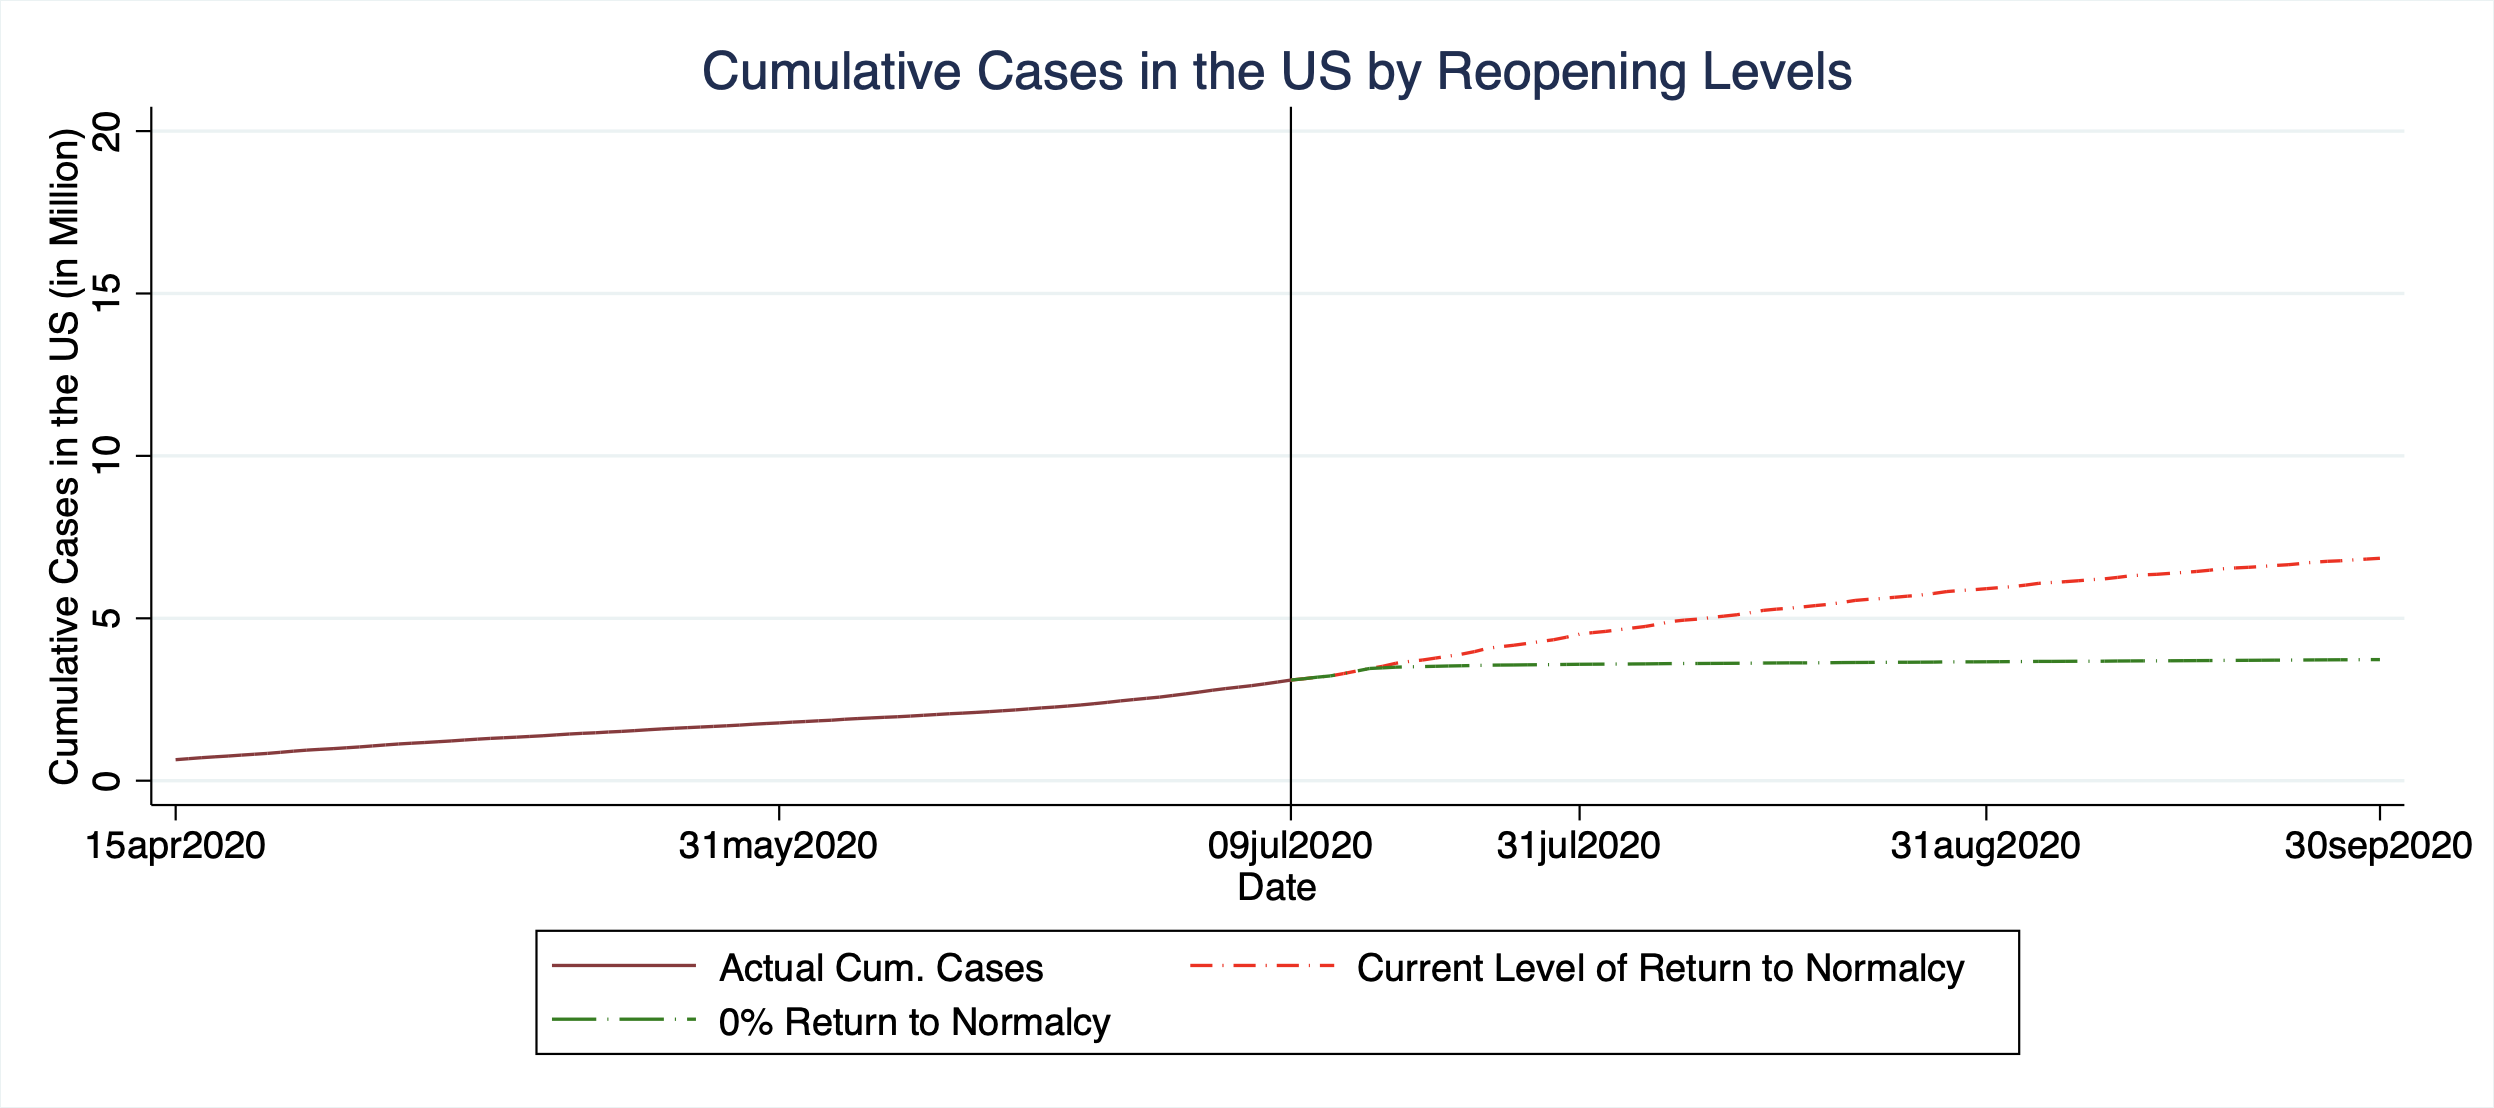 Cumulative Cases in the US by Reopening Levels
Cumulative Cases in the US (in Million)
20
15
10
5
0
15apr2020 31may2020 09jul2020 31jul2020 31aug2020 30sep2020
Date
Actual Cum. Cases Current Level of Return to Normalcy
0% Return to Normalcy